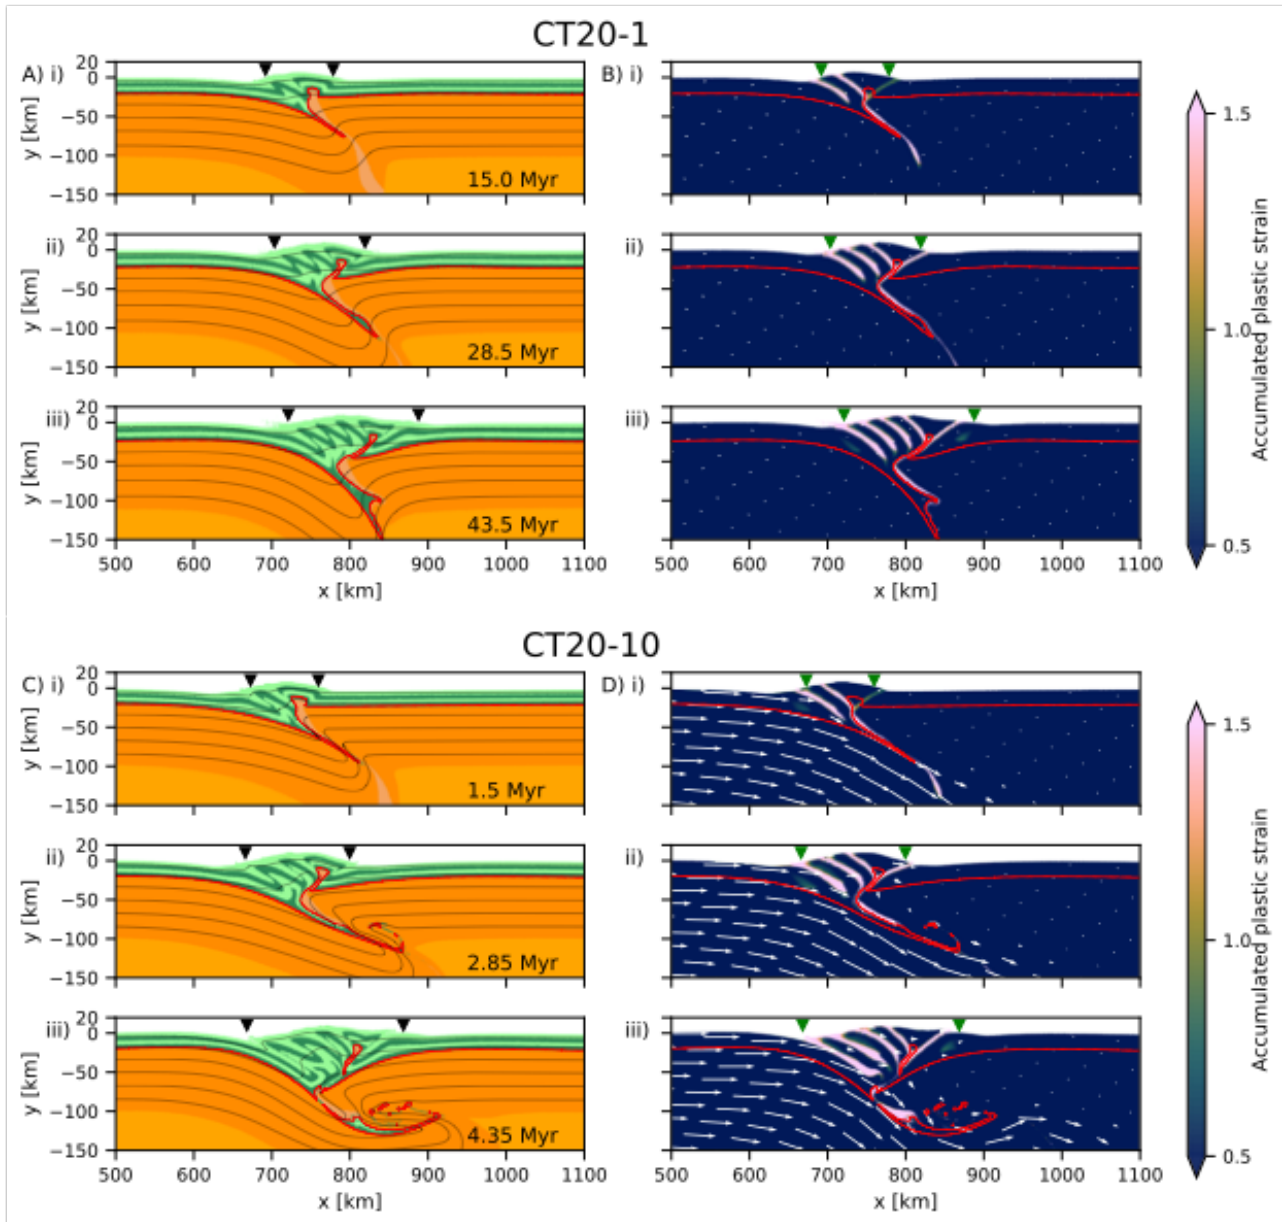 CT20-1
A) i)
20
0
−50
−100
−150
y [km]
15.0 Myr
B) i)
ii)
20
0
−50
−100
−150
y [km]
28.5 Myr
ii)
iii)
20
0
−50
−100
−150
y [km]
43.5 Myr
500 600 700 800 900 1000 1100
x [km]
iii)
500 600 700 800 900 1000 1100
x [km]
1.5
1.0
0.5
Accumulated plastic strain
CT20-10
C) i)
20
0
−50
−100
−150
y [km]
1.5 Myr
D) i)
ii)
20
0
−50
−100
−150
y [km]
2.85 Myr
ii)
iii)
20
0
−50
−100
−150
y [km]
4.35 Myr
500 600 700 800 900 1000 1100
x [km]
iii)
500 600 700 800 900 1000 1100
x [km]
1.5
1.0
0.5
Accumulated plastic strain